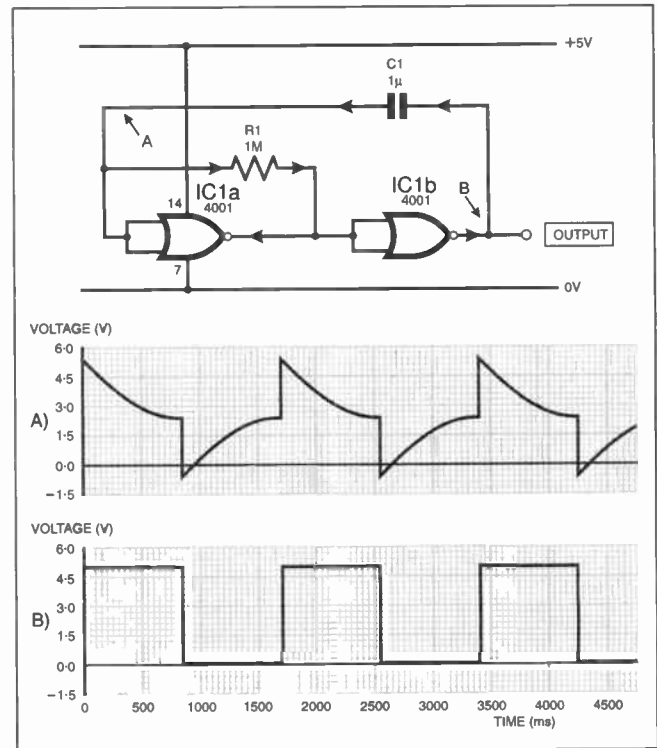 +5V
C1
1μ
A
R1
1M
IC1a
4001
14
7
IC1b
4001
B
OUTPUT
0V
VOLTAGE (V)
6·0
4·5
3·0
A)
1·5
0·0
−1·5
VOLTAGE (V)
6·0
4·5
3·0
B)
1·5
0·0
−1·5
0 500 1000 1500 2000 2500 3000 3500 4000 4500
TIME (ms)